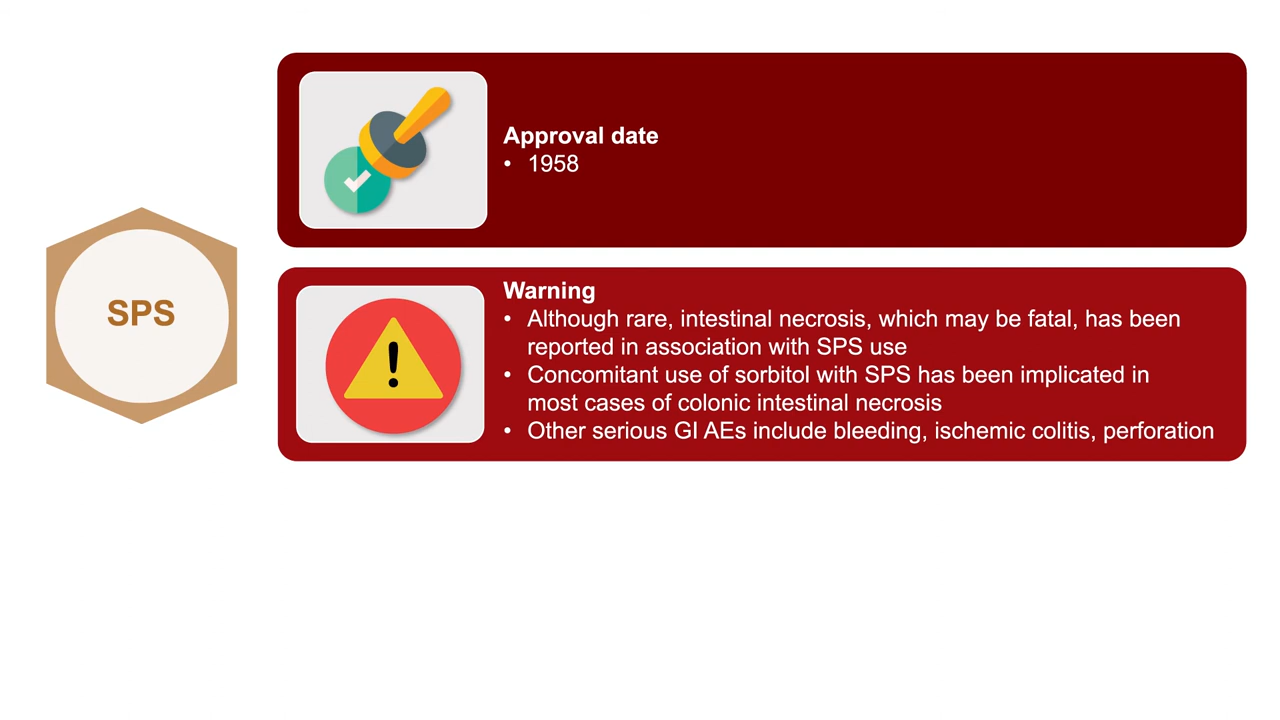 SPS
Approval date
• 1958
Warning
• Although rare, intestinal necrosis, which may be fatal, has been
reported in association with SPS use
• Concomitant use of sorbitol with SPS has been implicated in
most cases of colonic intestinal necrosis
• Other serious GI AEs include bleeding, ischemic colitis, perforation